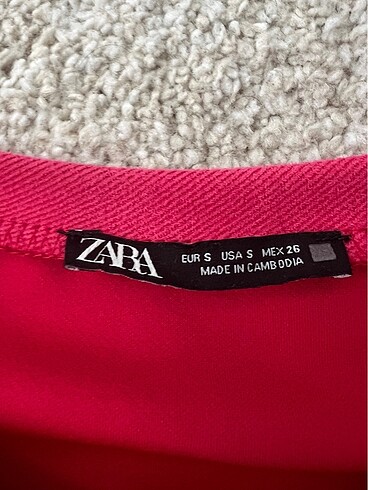 ZARA
EUR S USA S MEX 26
MADE IN CAMBODIA